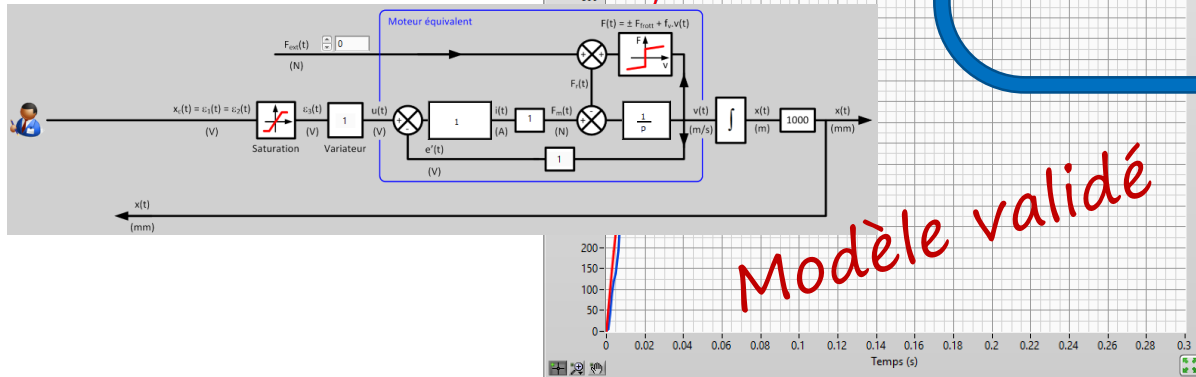 Moteur équivalent
F(t) = ± Ffrott + fv.v(t)
Fext(t)
0
(N)
F
v
Fr(t)
xc(t) = ε1(t) = ε2(t)
ε3(t)
u(t)
i(t)
Fm(t)
v(t)
x(t)
x(t)
1
1
1
1/p
∫
1000
(V)
(V)
(V)
(A)
(N)
(m/s)
(m)
(mm)
Saturation
Variateur
e'(t)
(V)
1
x(t)
(mm)
Modèle validé
200
150
100
50
0
0 0.02 0.04 0.06 0.08 0.1 0.12 0.14 0.16 0.18 0.2 0.22 0.24 0.26 0.28 0.3
Temps (s)